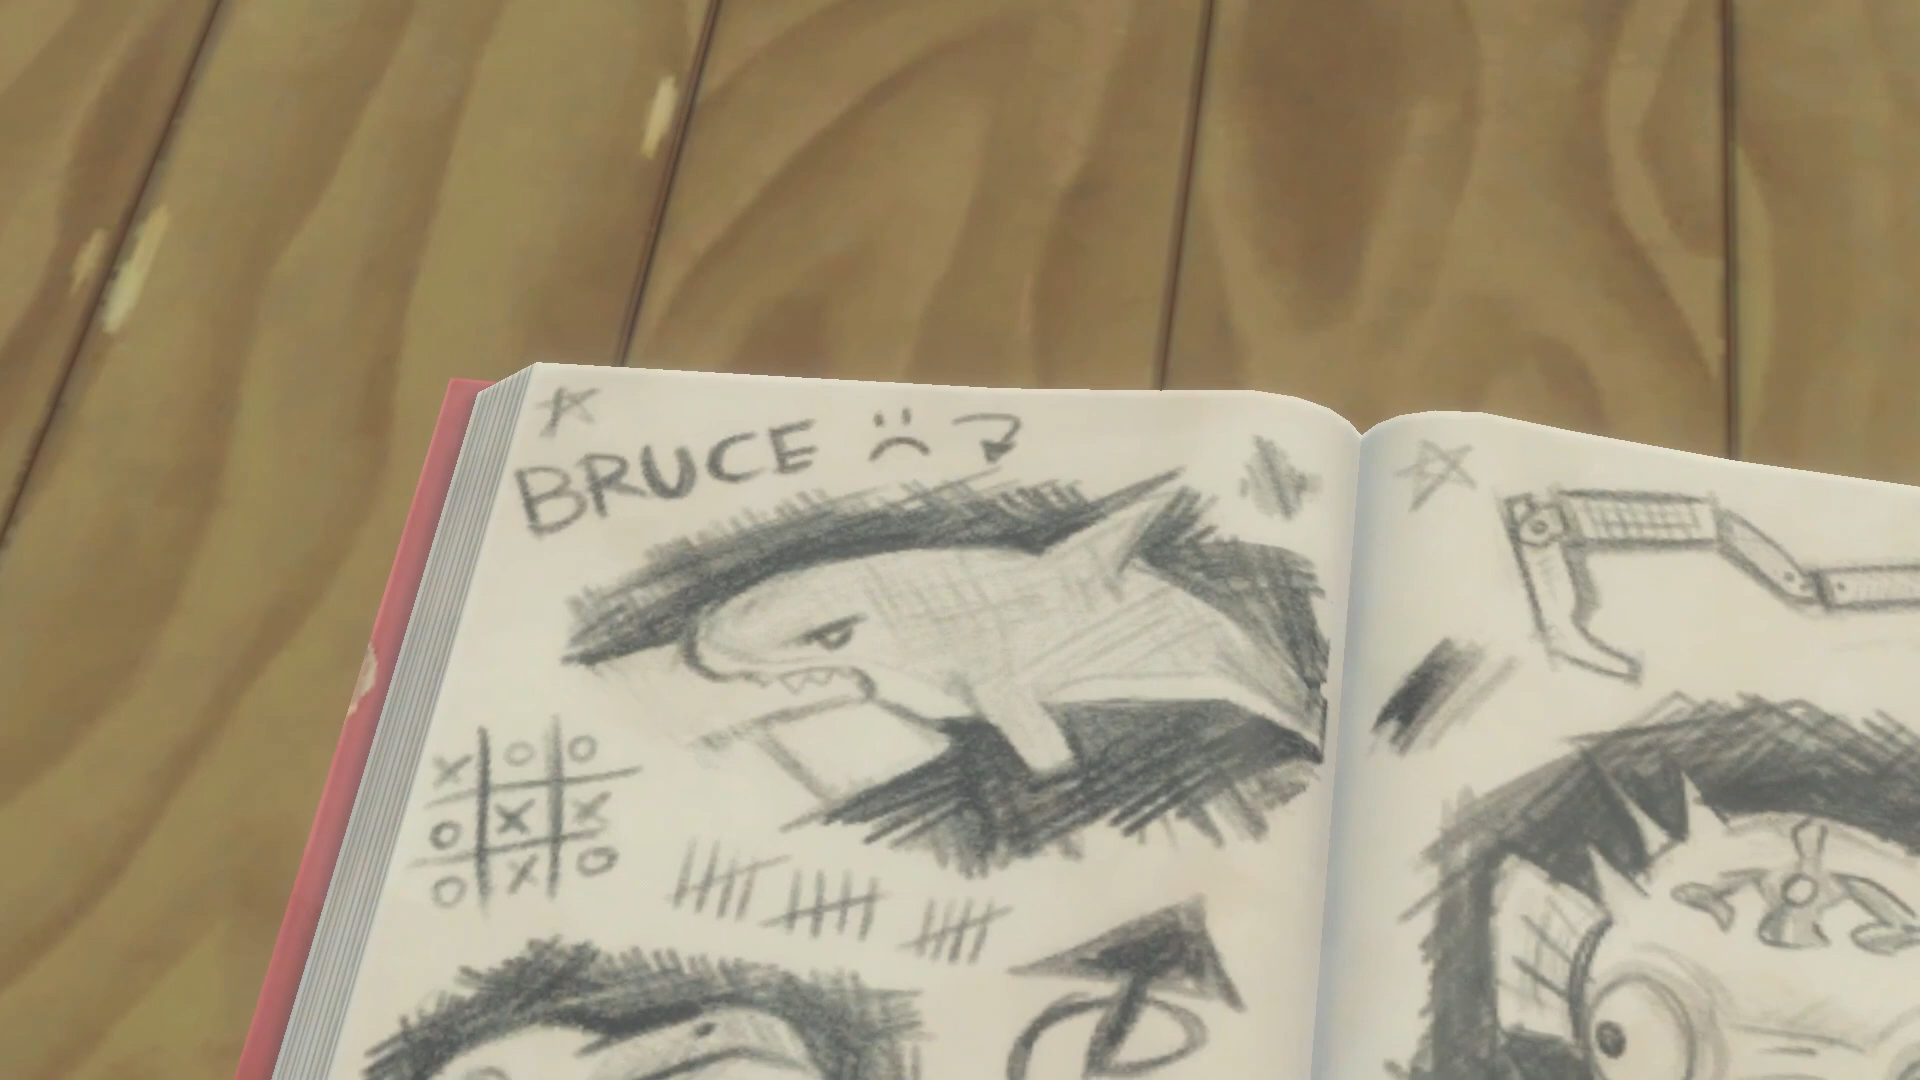 BRUCE :(
X O O
O X X
O X O